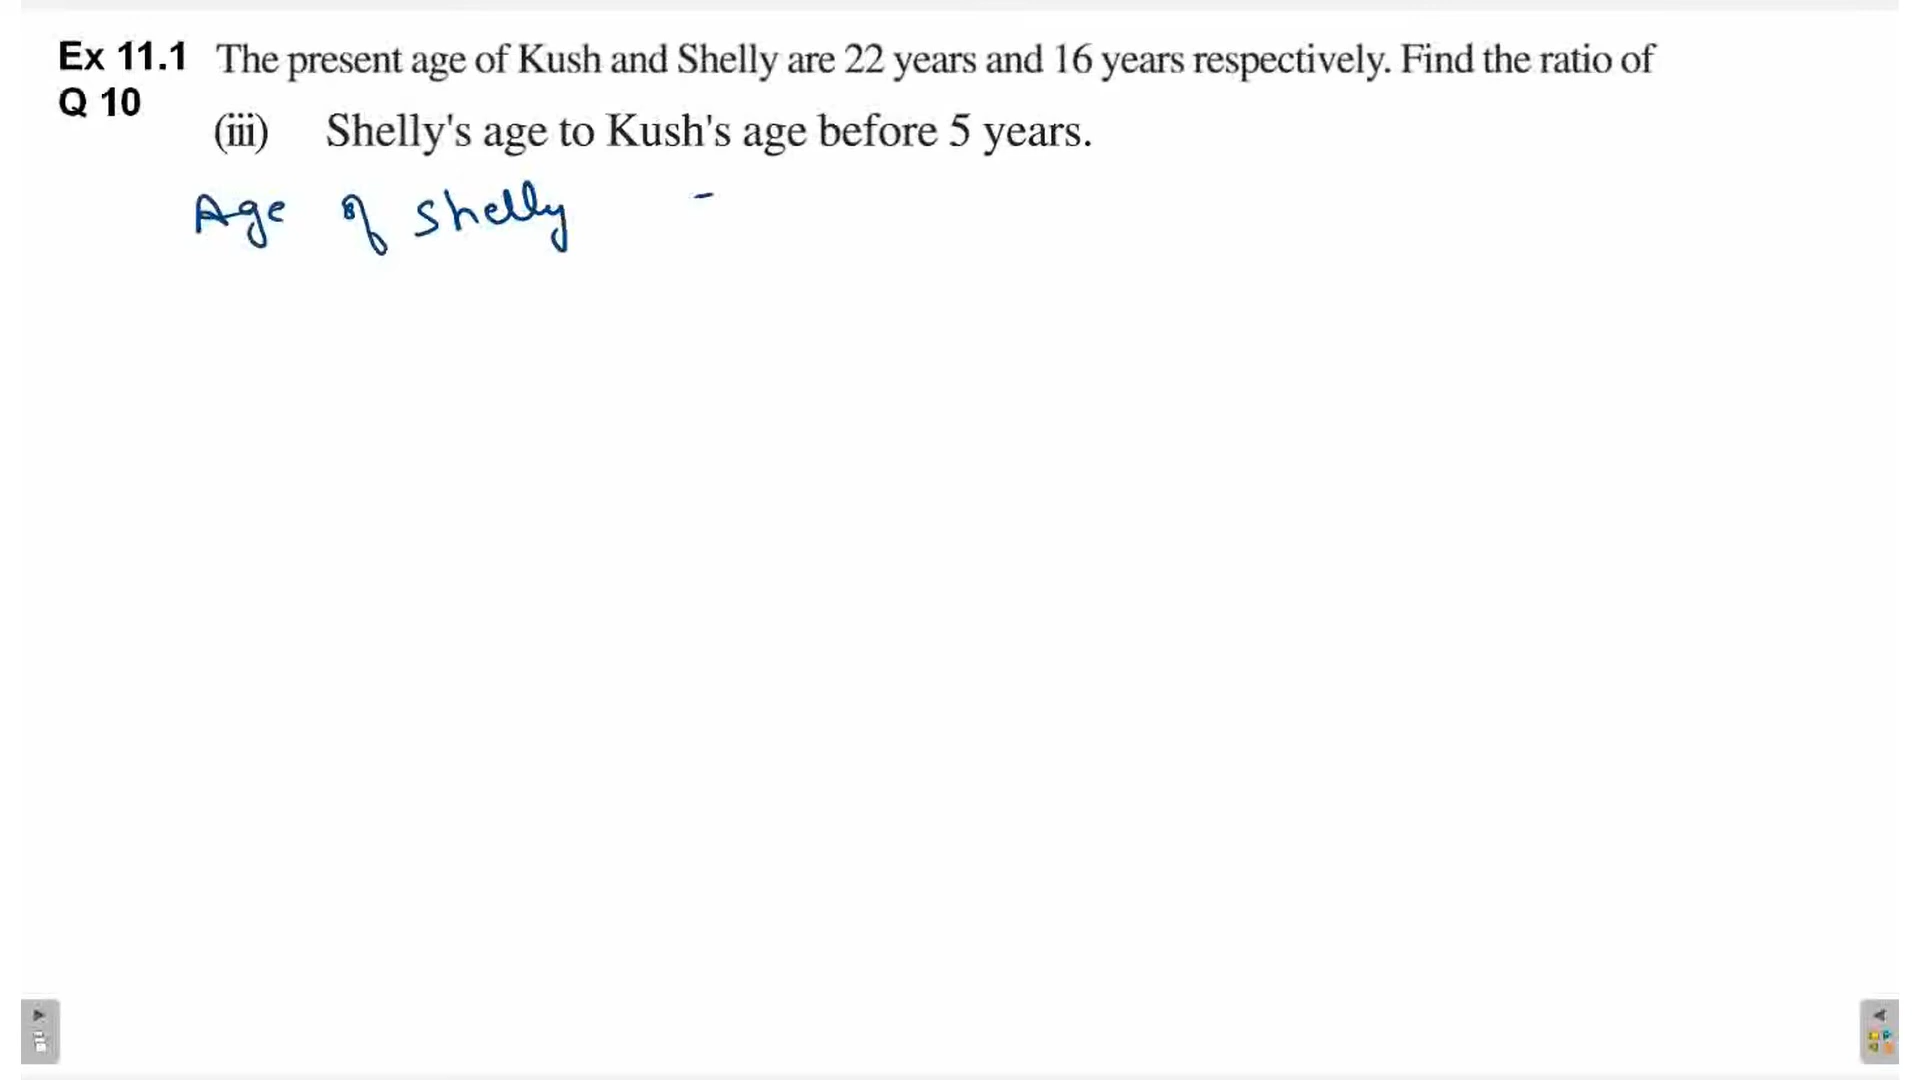 Ex 11.1 The present age of Kush and Shelly are 22 years and 16 years respectively. Find the ratio of
Q 10
(iii) Shelly's age to Kush's age before 5 years.
Age of Shelly -